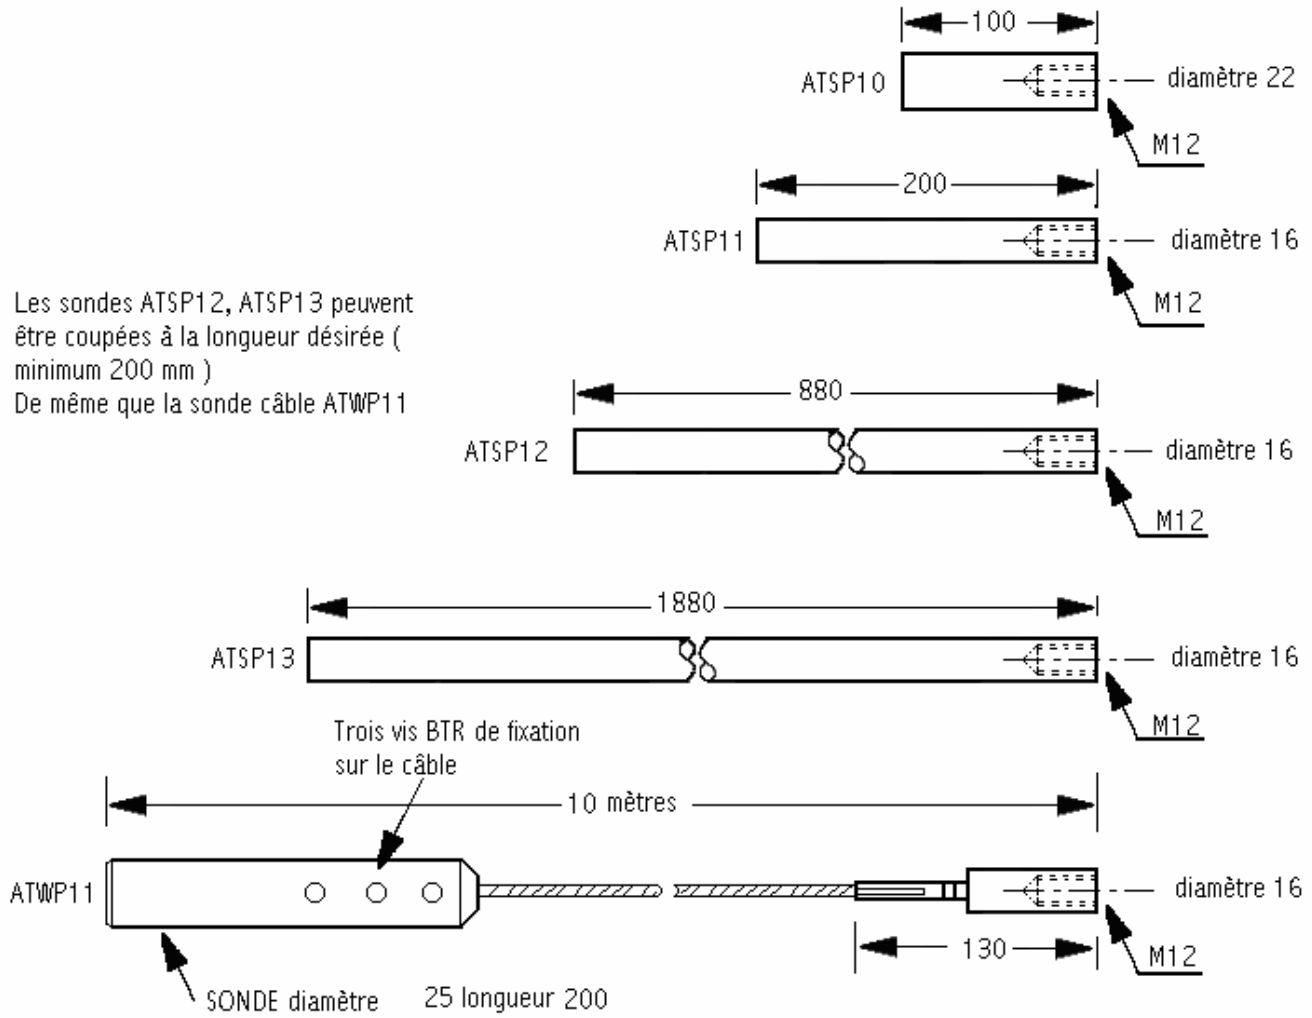 100
ATSP10
diamètre 22
M12
200
ATSP11
diamètre 16
M12
Les sondes ATSP12, ATSP13 peuvent
être coupées à la longueur désirée (
minimum 200 mm )
De même que la sonde câble ATWP11
880
ATSP12
diamètre 16
M12
1880
ATSP13
diamètre 16
M12
Trois vis BTR de fixation
sur le câble
10 mètres
ATWP11
diamètre 16
130
M12
SONDE diamètre 25 longueur 200